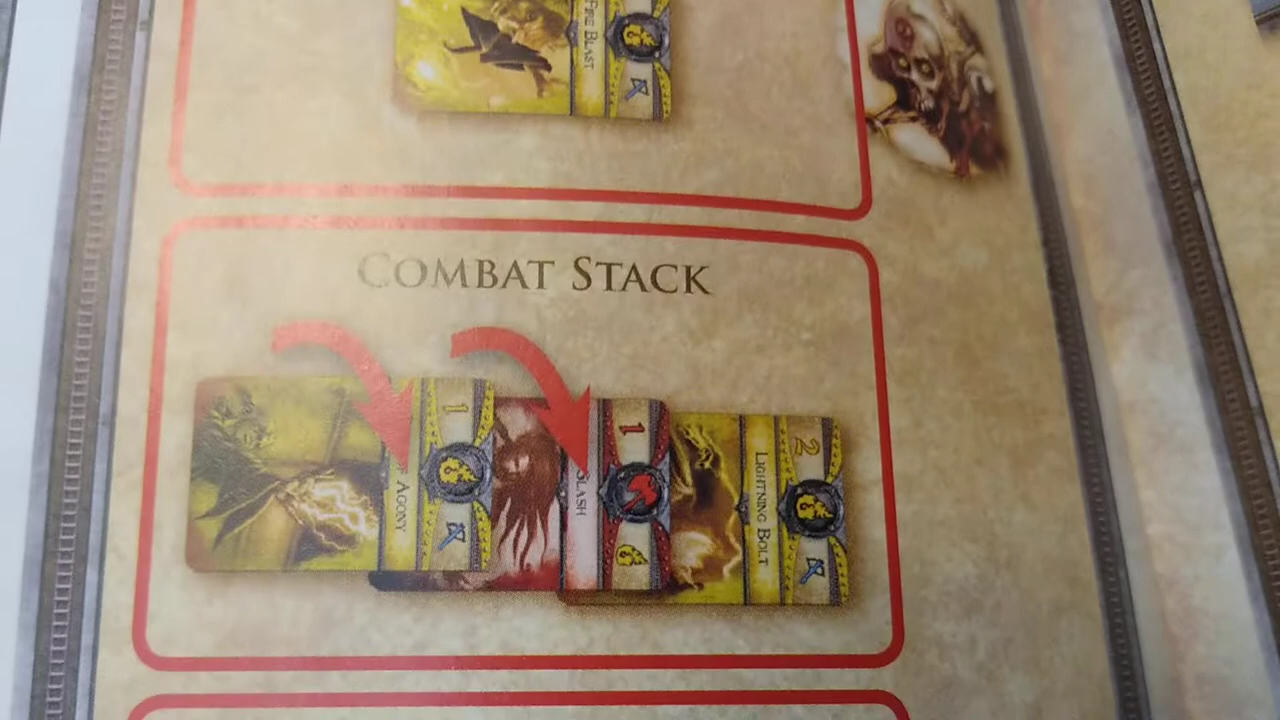 FIRE BLAST
COMBAT STACK
1
AGONY
1
SLASH
2
LIGHTNING BOLT